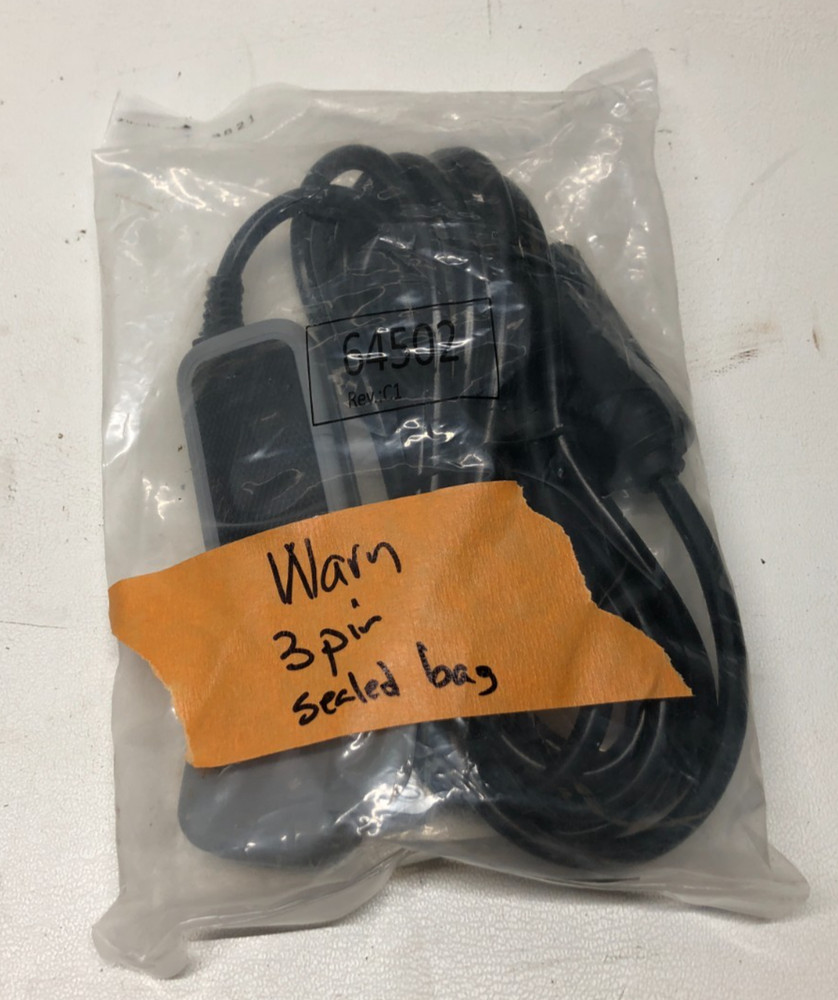 64502
Rev.:C1
Warn
3 pin
sealed bag